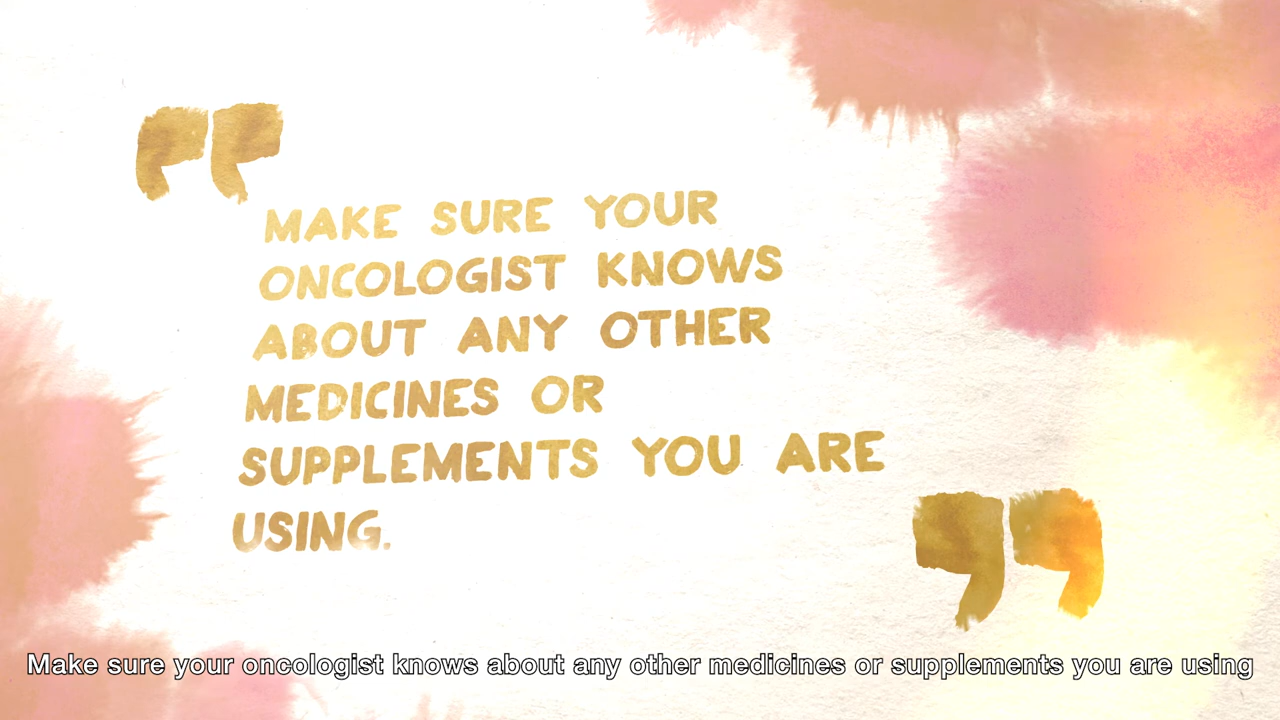 “
MAKE SURE YOUR
ONCOLOGIST KNOWS
ABOUT ANY OTHER
MEDICINES OR
SUPPLEMENTS YOU ARE
USING.
”
Make sure your oncologist knows about any other medicines or supplements you are using